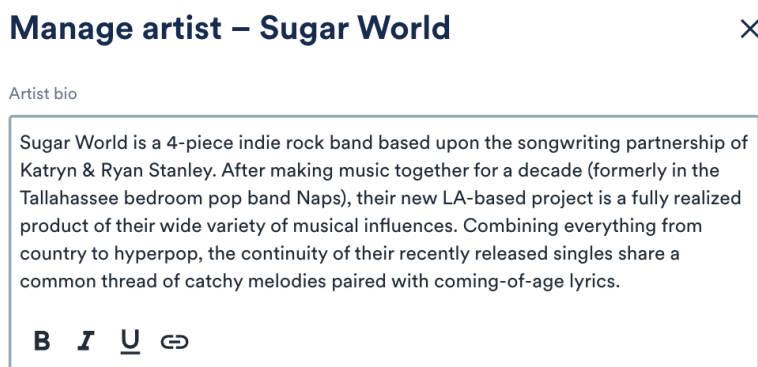 Manage artist – Sugar World
Artist bio
Sugar World is a 4-piece indie rock band based upon the songwriting partnership of
Katryn & Ryan Stanley. After making music together for a decade (formerly in the
Tallahassee bedroom pop band Naps), their new LA-based project is a fully realized
product of their wide variety of musical influences. Combining everything from
country to hyperpop, the continuity of their recently released singles share a
common thread of catchy melodies paired with coming-of-age lyrics.
B I U